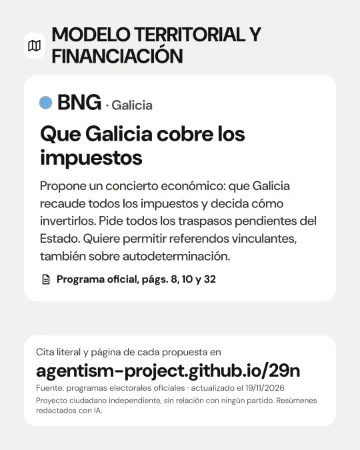 MODELO TERRITORIAL Y
FINANCIACIÓN
BNG · Galicia
Que Galicia cobre los
impuestos
Propone un concierto económico: que Galicia
recaude todos los impuestos y decida cómo
invertirlos. Pide todos los traspasos pendientes del
Estado. Quiere permitir referendos vinculantes,
también sobre autodeterminación.
Programa oficial, págs. 8, 10 y 32
Cita literal y página de cada propuesta en
agentism-project.github.io/29n
Fuente: programas electorales oficiales · actualizado el 19/11/2026
Proyecto ciudadano independiente, sin relación con ningún partido. Resúmenes
redactados con IA.